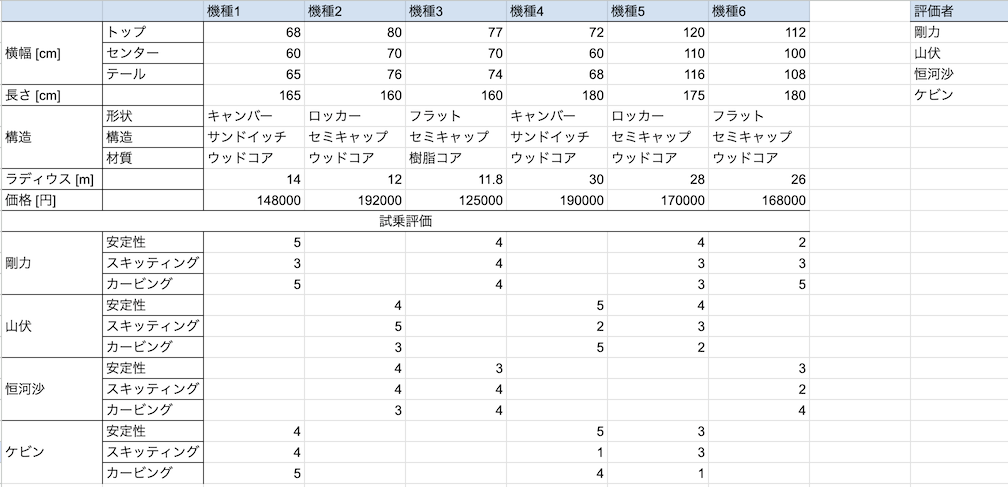 機種1 機種2 機種3 機種4 機種5 機種6 評価者
横幅 [cm] トップ 68 80 77 72 120 112 剛力
センター 60 70 70 60 110 100 山伏
テール 65 76 74 68 116 108 恒河沙
長さ [cm] 165 160 160 180 175 180 ケビン
構造 形状 キャンバー ロッカー フラット キャンバー ロッカー フラット
構造 サンドイッチ セミキャップ セミキャップ サンドイッチ セミキャップ セミキャップ
材質 ウッドコア ウッドコア 樹脂コア ウッドコア ウッドコア ウッドコア
ラディウス [m] 14 12 11.8 30 28 26
価格 [円] 148000 192000 125000 190000 170000 168000
試乗評価
剛力 安定性 5 4 4 2
スキッティング 3 4 3 3
カービング 5 4 3 5
山伏 安定性 4 5 4
スキッティング 5 2 3
カービング 3 5 2
恒河沙 安定性 4 3 3
スキッティング 4 4 2
カービング 3 4 4
ケビン 安定性 4 5 3
スキッティング 4 1 3
カービング 5 4 1